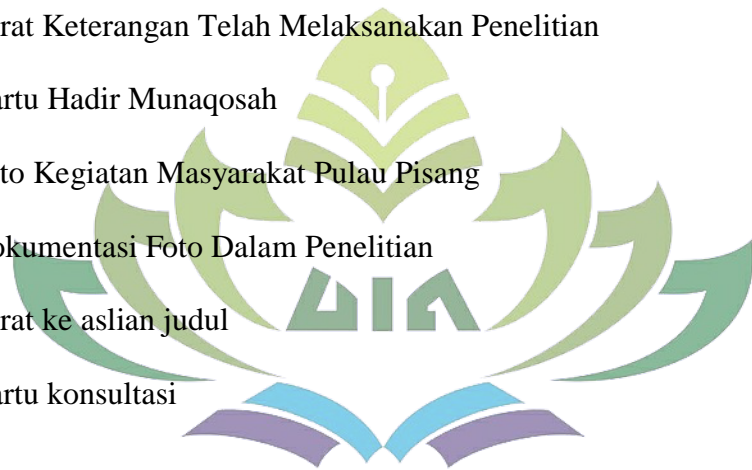 rat Keterangan Telah Melaksanakan Penelitian
artu Hadir Munaqosah
to Kegiatan Masyarakat Pulau Pisang
okumentasi Foto Dalam Penelitian
UIN
rat ke aslian judul
artu konsultasi